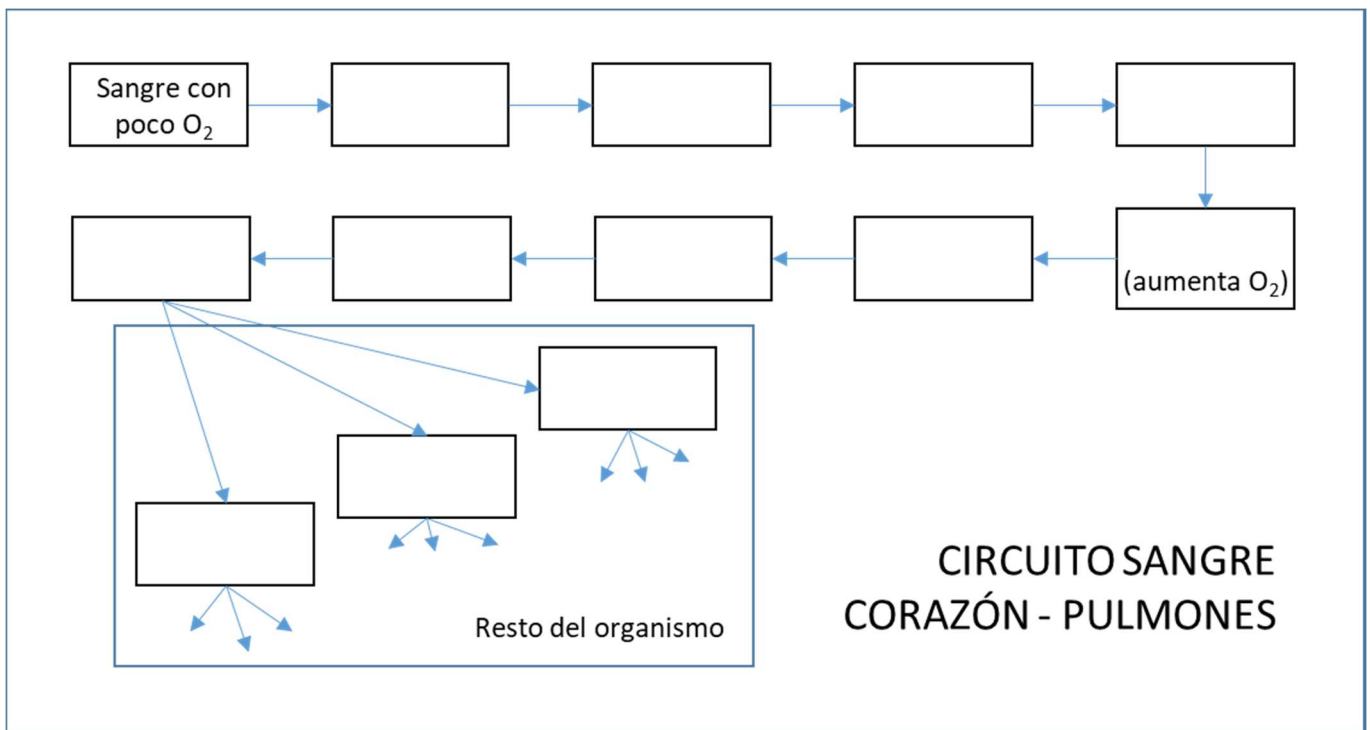 Sangre con
poco O₂
(aumenta O₂)
Resto del organismo
CIRCUITO SANGRE
CORAZÓN - PULMONES